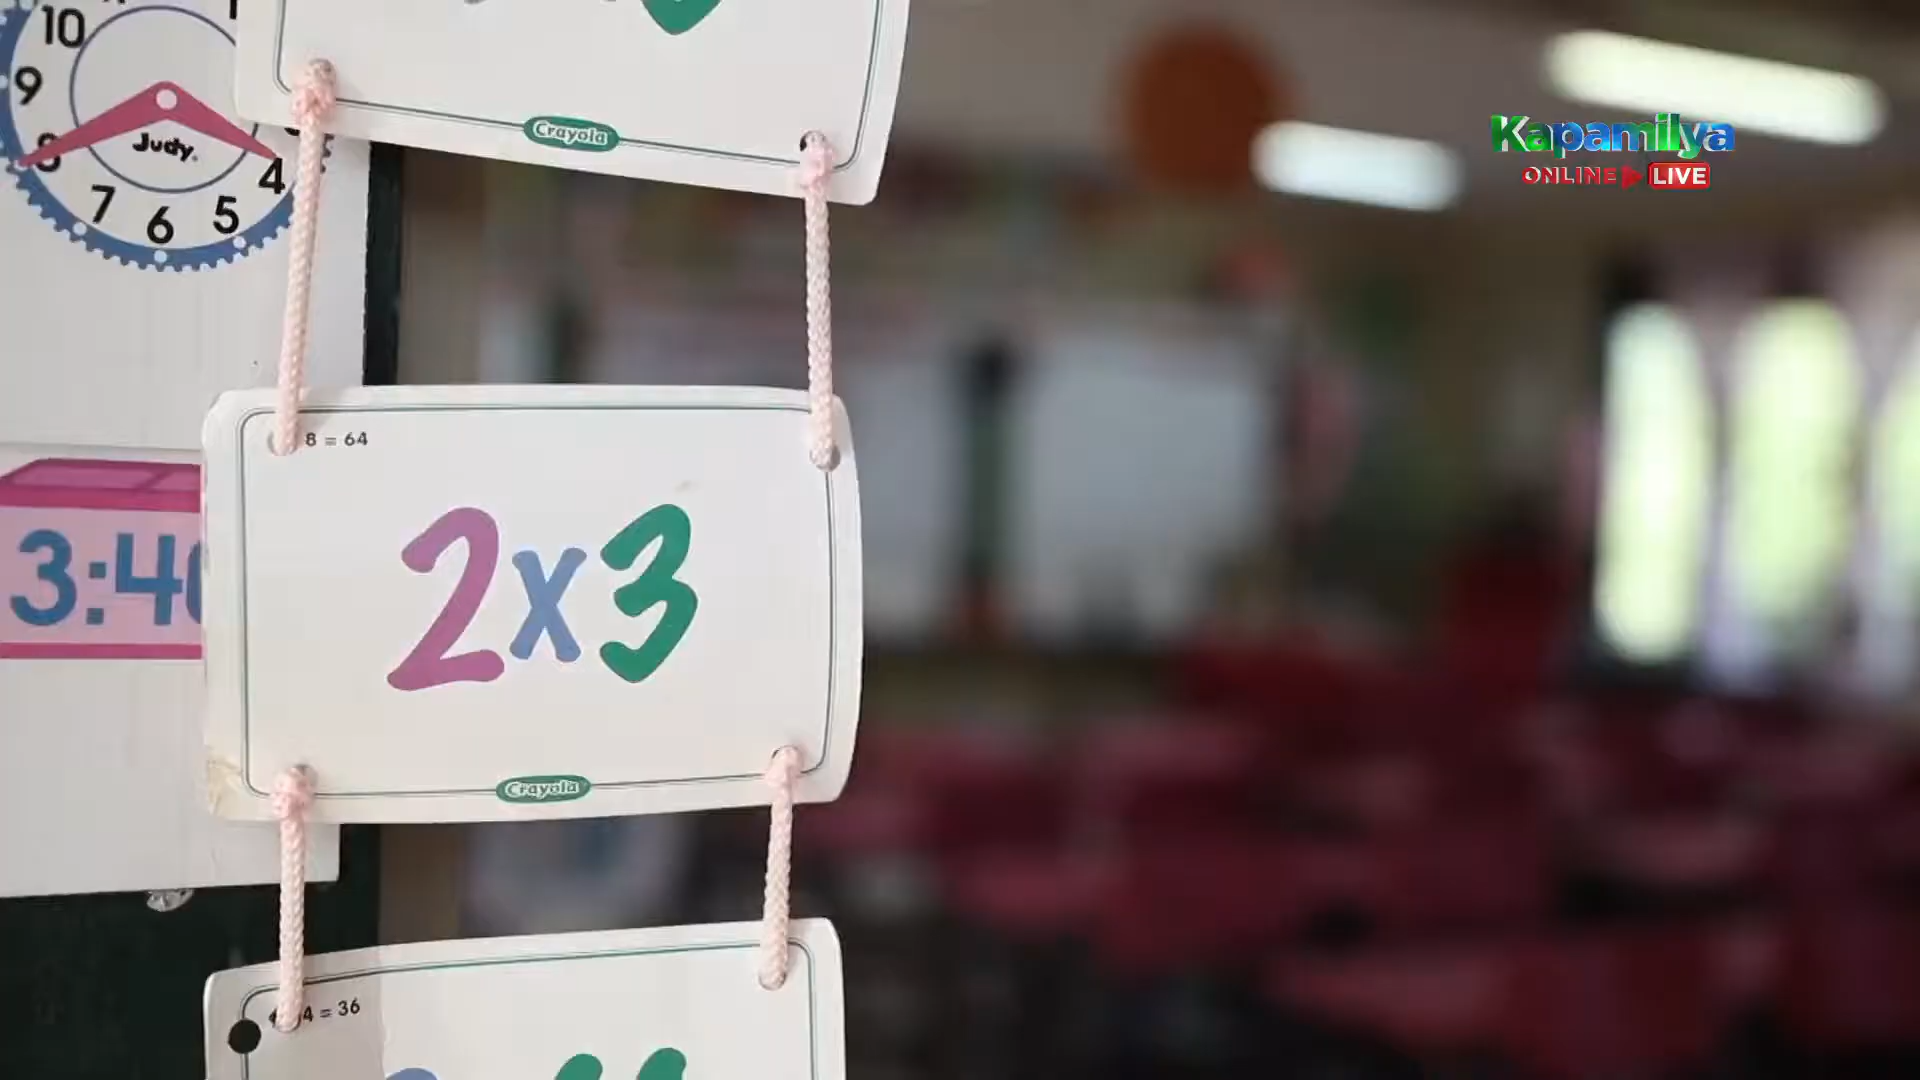 10
9
8
7
6
5
4
Judy.
Crayola
Kapamilya
ONLINE LIVE
8 = 64
3:40
2x3
Crayola
4 = 36